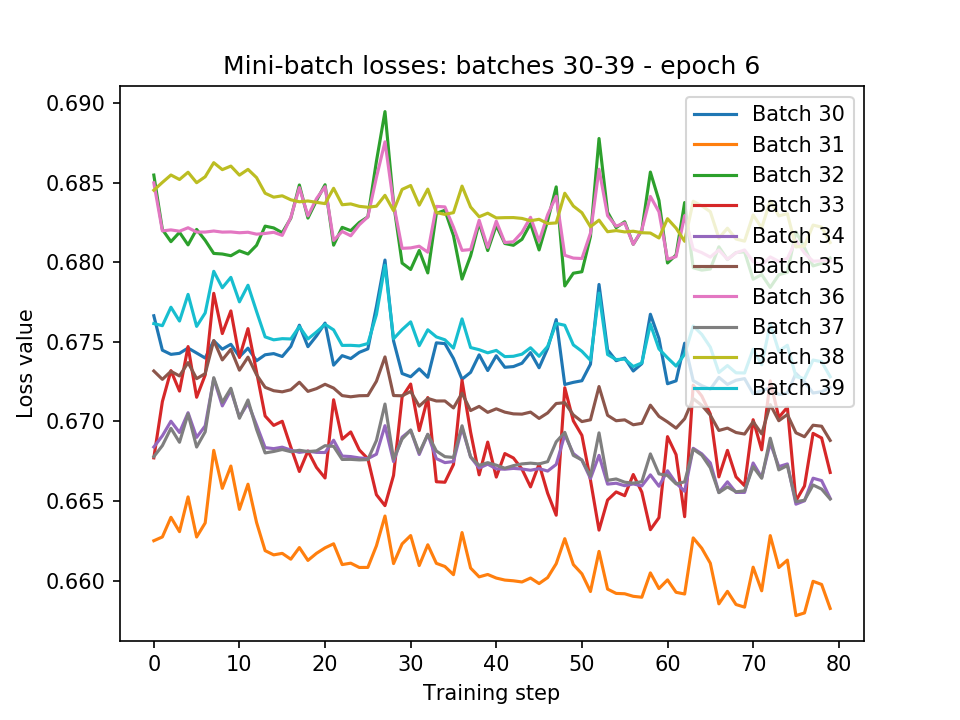 Mini-batch losses: batches 30-39 - epoch 6
0.690
0.685
0.680
0.675
0.670
0.665
0.660
Loss value
0
10
20
30
40
50
60
70
80
Training step
Batch 30
Batch 31
Batch 32
Batch 33
Batch 34
Batch 35
Batch 36
Batch 37
Batch 38
Batch 39